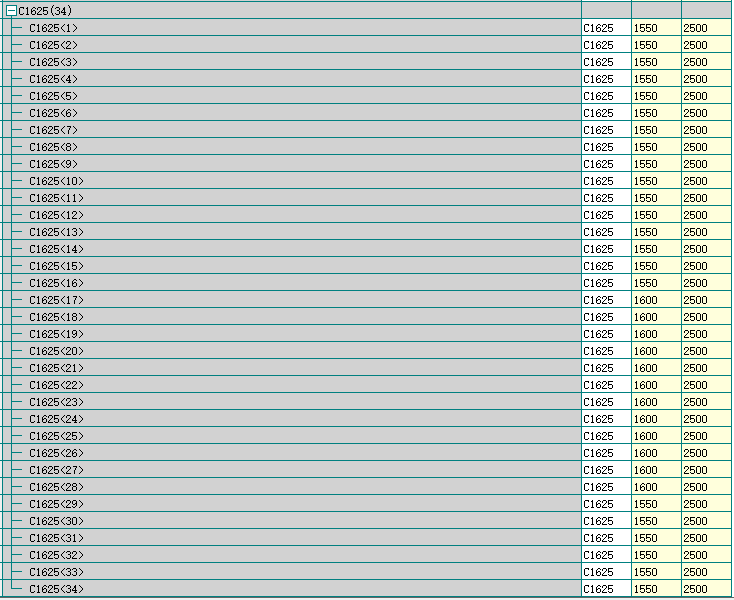 C1625(34)
C1625<1> C1625 1550 2500
C1625<2> C1625 1550 2500
C1625<3> C1625 1550 2500
C1625<4> C1625 1550 2500
C1625<5> C1625 1550 2500
C1625<6> C1625 1550 2500
C1625<7> C1625 1550 2500
C1625<8> C1625 1550 2500
C1625<9> C1625 1550 2500
C1625<10> C1625 1550 2500
C1625<11> C1625 1550 2500
C1625<12> C1625 1550 2500
C1625<13> C1625 1550 2500
C1625<14> C1625 1550 2500
C1625<15> C1625 1550 2500
C1625<16> C1625 1550 2500
C1625<17> C1625 1600 2500
C1625<18> C1625 1600 2500
C1625<19> C1625 1600 2500
C1625<20> C1625 1600 2500
C1625<21> C1625 1600 2500
C1625<22> C1625 1600 2500
C1625<23> C1625 1600 2500
C1625<24> C1625 1600 2500
C1625<25> C1625 1600 2500
C1625<26> C1625 1600 2500
C1625<27> C1625 1600 2500
C1625<28> C1625 1600 2500
C1625<29> C1625 1550 2500
C1625<30> C1625 1550 2500
C1625<31> C1625 1550 2500
C1625<32> C1625 1550 2500
C1625<33> C1625 1550 2500
C1625<34> C1625 1550 2500